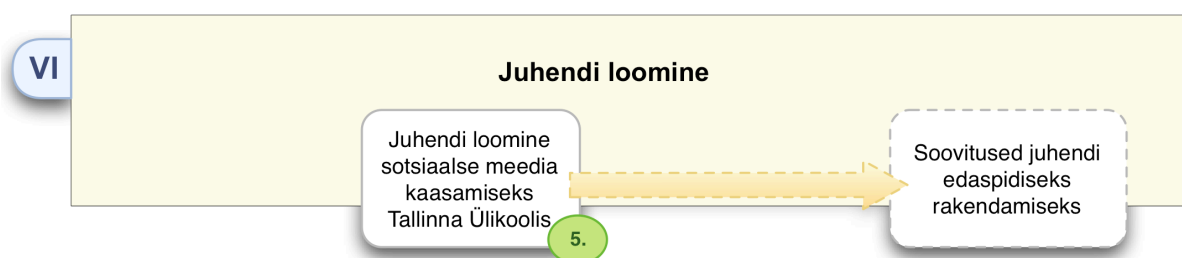 VI
Juhendi loomine
Juhendi loomine
sotsiaalse meedia
kaasamiseks
Tallinna Ülikoolis
5.
Soovitused juhendi
edaspidiseks
rakendamiseks